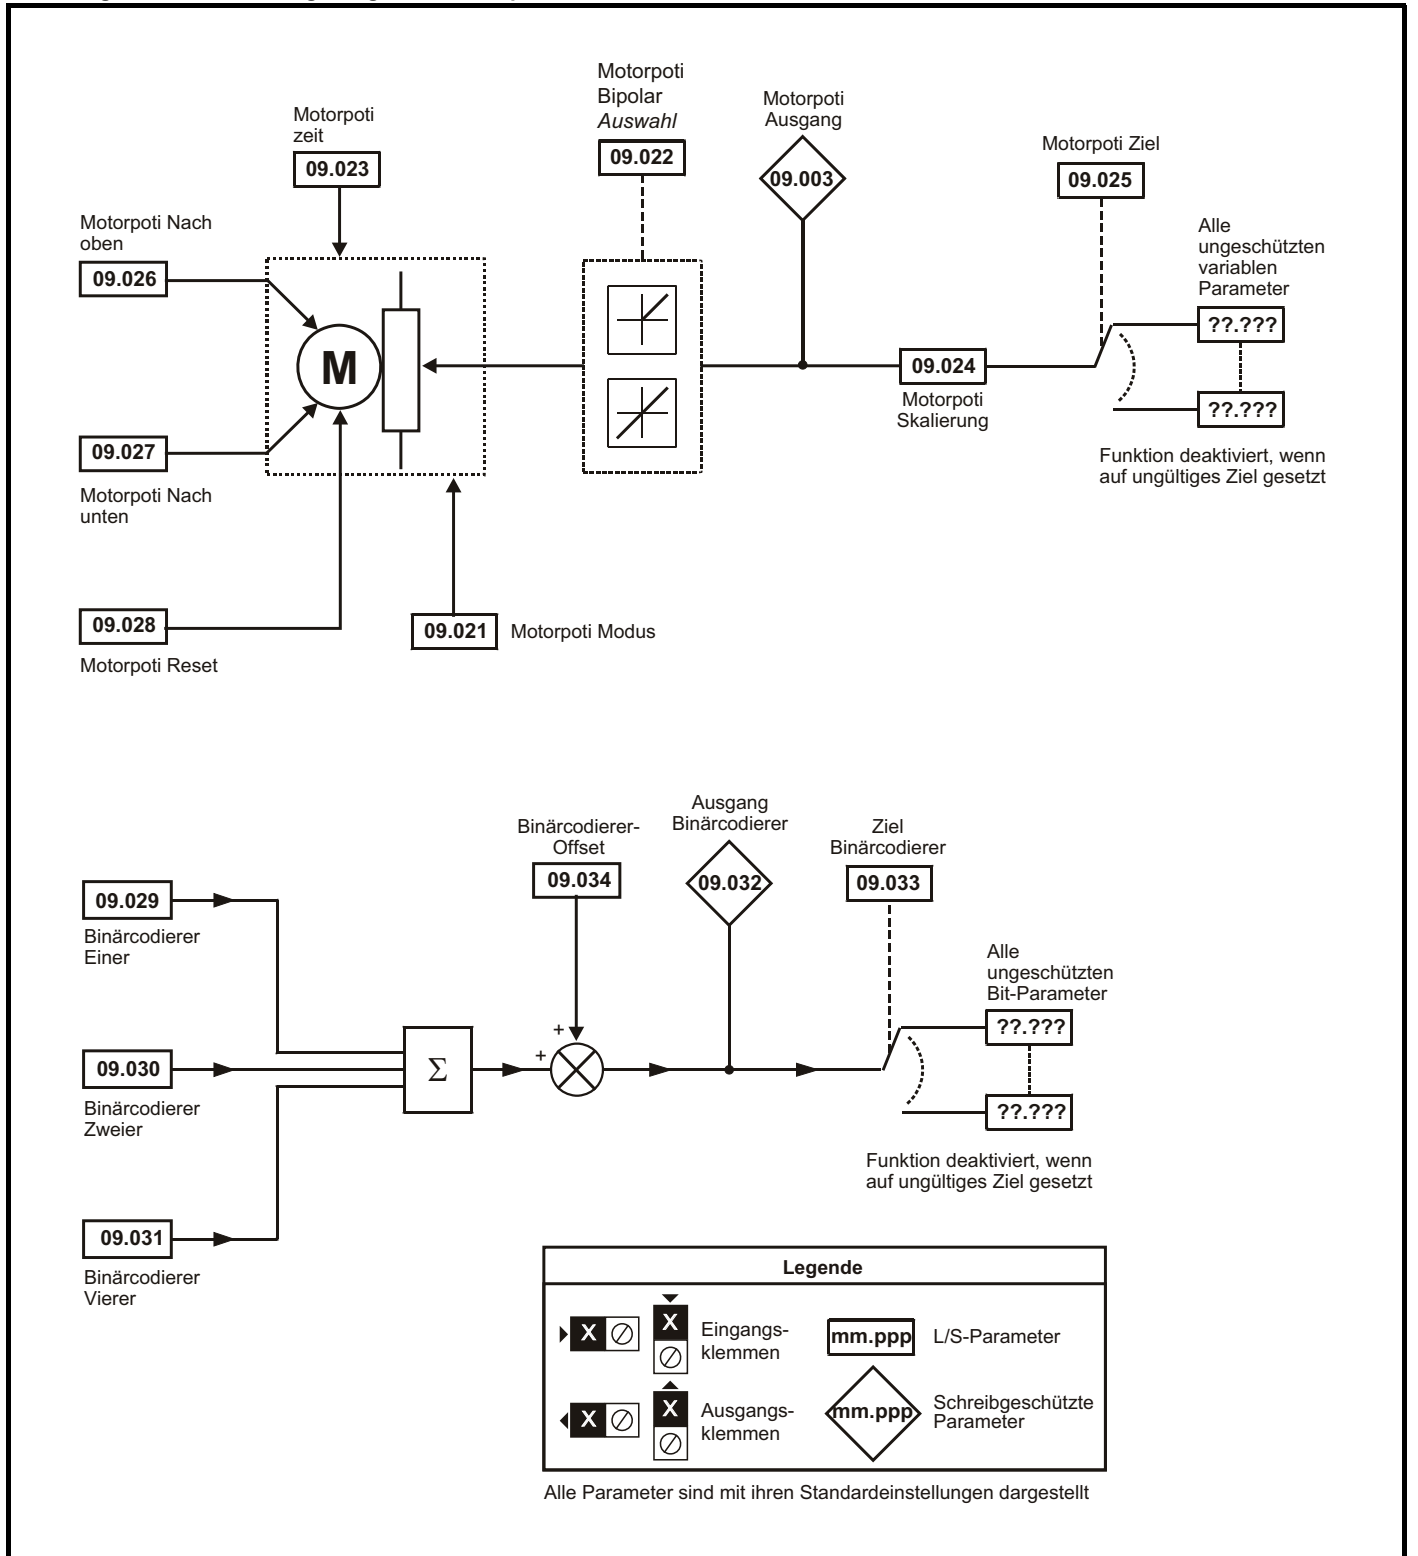 Motorpoti
zeit
09.023
Motorpoti
Bipolar
Auswahl
09.022
Motorpoti
Ausgang
09.003
Motorpoti Ziel
09.025
Motorpoti Nach
oben
09.026
Alle
ungeschützten
variablen
Parameter
??.???
M
09.024
Motorpoti
Skalierung
??.???
09.027
Motorpoti Nach
unten
Funktion deaktiviert, wenn
auf ungültiges Ziel gesetzt
09.028
Motorpoti Reset
09.021
Motorpoti Modus
Binärcodierer-
Offset
09.034
Ausgang
Binärcodierer
09.032
Ziel
Binärcodierer
09.033
09.029
Binärcodierer
Einer
Alle
ungeschützten
Bit-Parameter
??.???
+
+
Σ
09.030
Binärcodierer
Zweier
??.???
Funktion deaktiviert, wenn
auf ungültiges Ziel gesetzt
09.031
Binärcodierer
Vierer
Legende
X
X
Eingangs-
klemmen
mm.ppp
L/S-Parameter
X
X
Ausgangs-
klemmen
mm.ppp
Schreibgeschützte
Parameter
Alle Parameter sind mit ihren Standardeinstellungen dargestellt